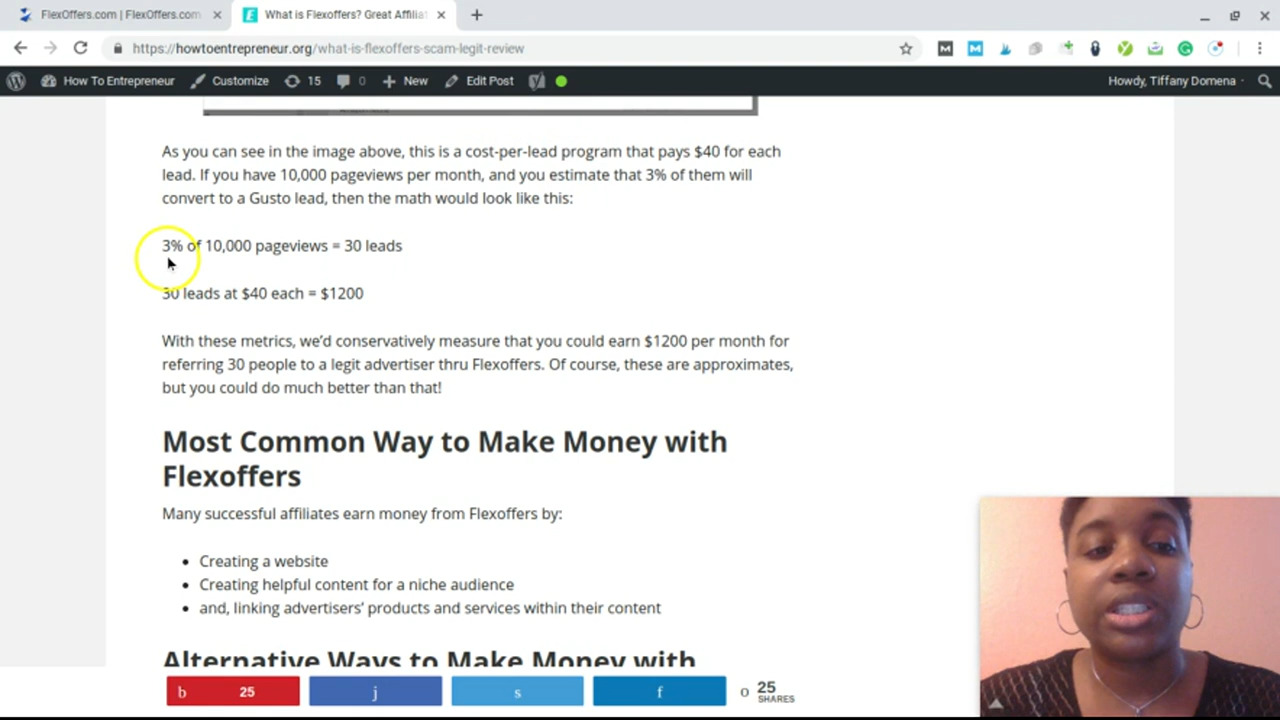 FlexOffers.com | FlexOffers.com
What is Flexoffers? Great Affilia
https://howtoentrepreneur.org/what-is-flexoffers-scam-legit-review
How To Entrepreneur Customize 15 0 New Edit Post Howdy, Tiffany Domena
As you can see in the image above, this is a cost-per-lead program that pays $40 for each
lead. If you have 10,000 pageviews per month, and you estimate that 3% of them will
convert to a Gusto lead, then the math would look like this:
3% of 10,000 pageviews = 30 leads
30 leads at $40 each = $1200
With these metrics, we'd conservatively measure that you could earn $1200 per month for
referring 30 people to a legit advertiser thru Flexoffers. Of course, these are approximates,
but you could do much better than that!
Most Common Way to Make Money with
Flexoffers
Many successful affiliates earn money from Flexoffers by:
• Creating a website
• Creating helpful content for a niche audience
• and, linking advertisers' products and services within their content
Alternative Ways to Make Money with
b 25 j s f o 25
SHARES